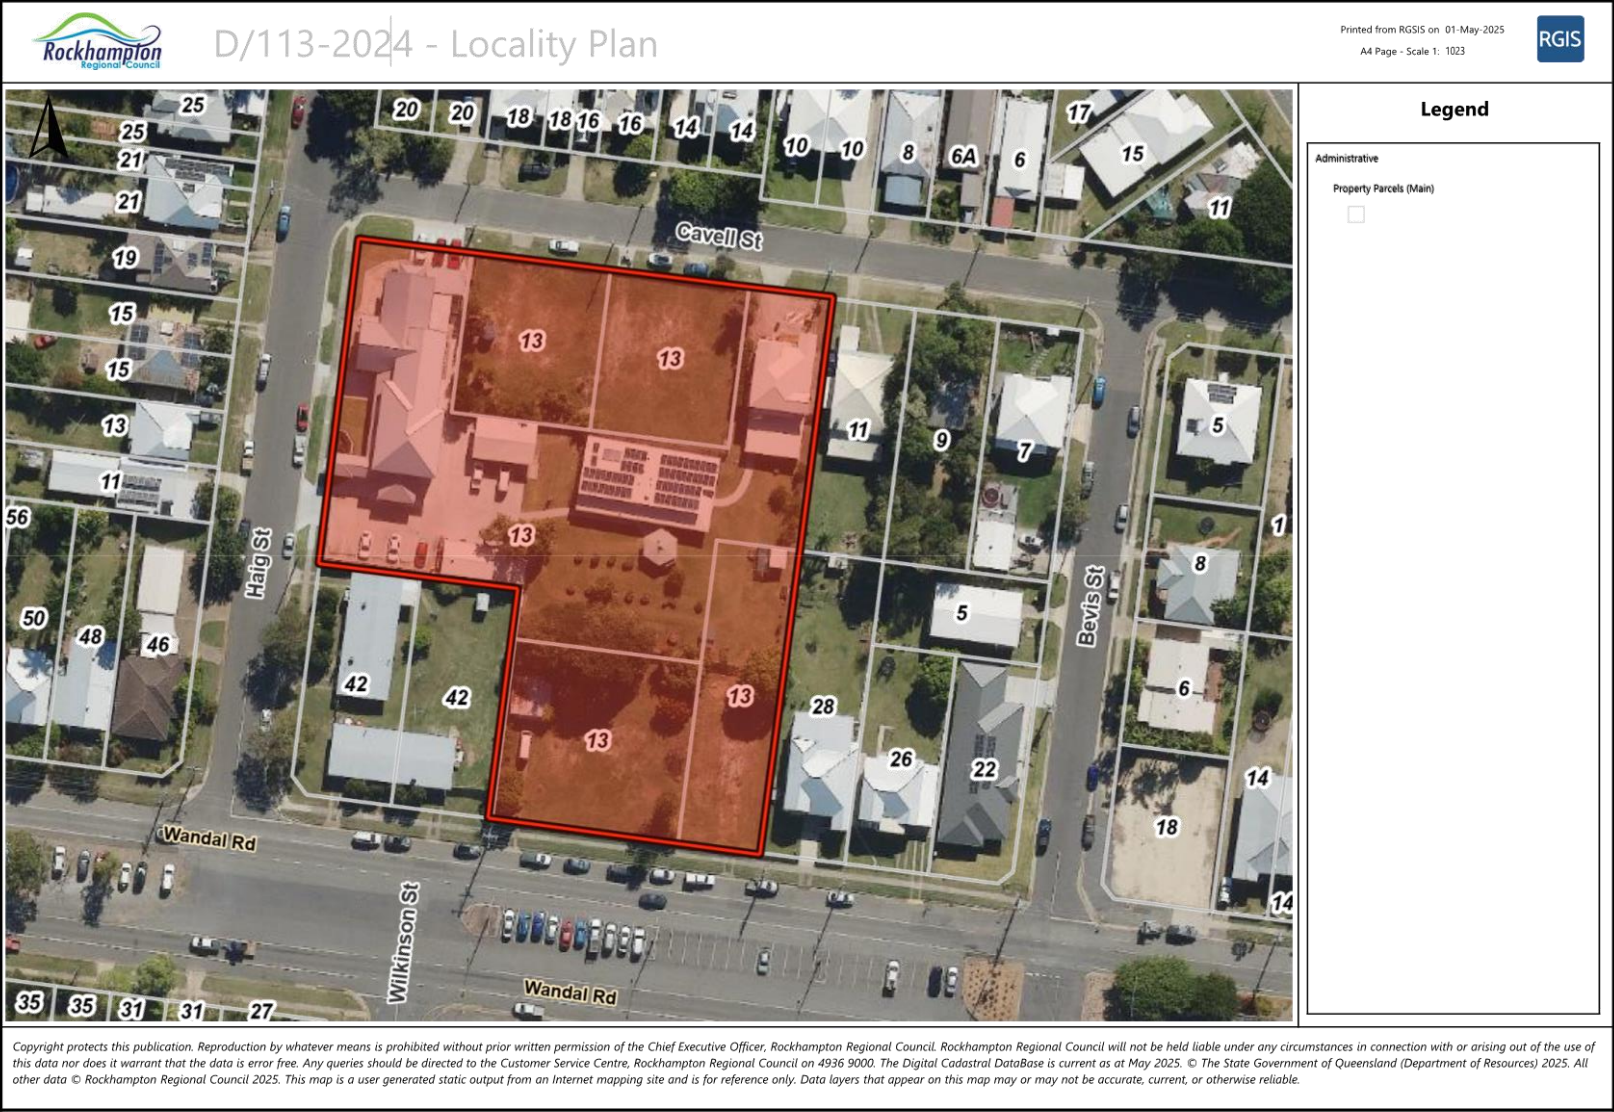 Rockhampton
Regional Council
D/113-2024 - Locality Plan
Printed from RGSIS on 01-May-2025
A4 Page - Scale 1: 1023
RGIS
Legend
Administrative
Property Parcels (Main)
25
20
20
18
18
16
16
14
14
10
10
8
6A
6
17
15
11
25
21
21
19
15
15
13
11
Cavell St
13
13
11
9
7
5
56
Haig St
13
1
8
50
48
46
42
42
5
Bevis St
6
13
13
28
26
22
14
18
Wandal Rd
Wilkinson St
14
Wandal Rd
35
35
31
31
27
Copyright protects this publication. Reproduction by whatever means is prohibited without prior written permission of the Chief Executive Officer, Rockhampton Regional Council. Rockhampton Regional Council will not be held liable under any circumstances in connection with or arising out of the use of
this data nor does it warrant that the data is error free. Any queries should be directed to the Customer Service Centre, Rockhampton Regional Council on 4936 9000. The Digital Cadastral DataBase is current as at May 2025. © The State Government of Queensland (Department of Resources) 2025. All
other data © Rockhampton Regional Council 2025. This map is a user generated static output from an Internet mapping site and is for reference only. Data layers that appear on this map may or may not be accurate, current, or otherwise reliable.